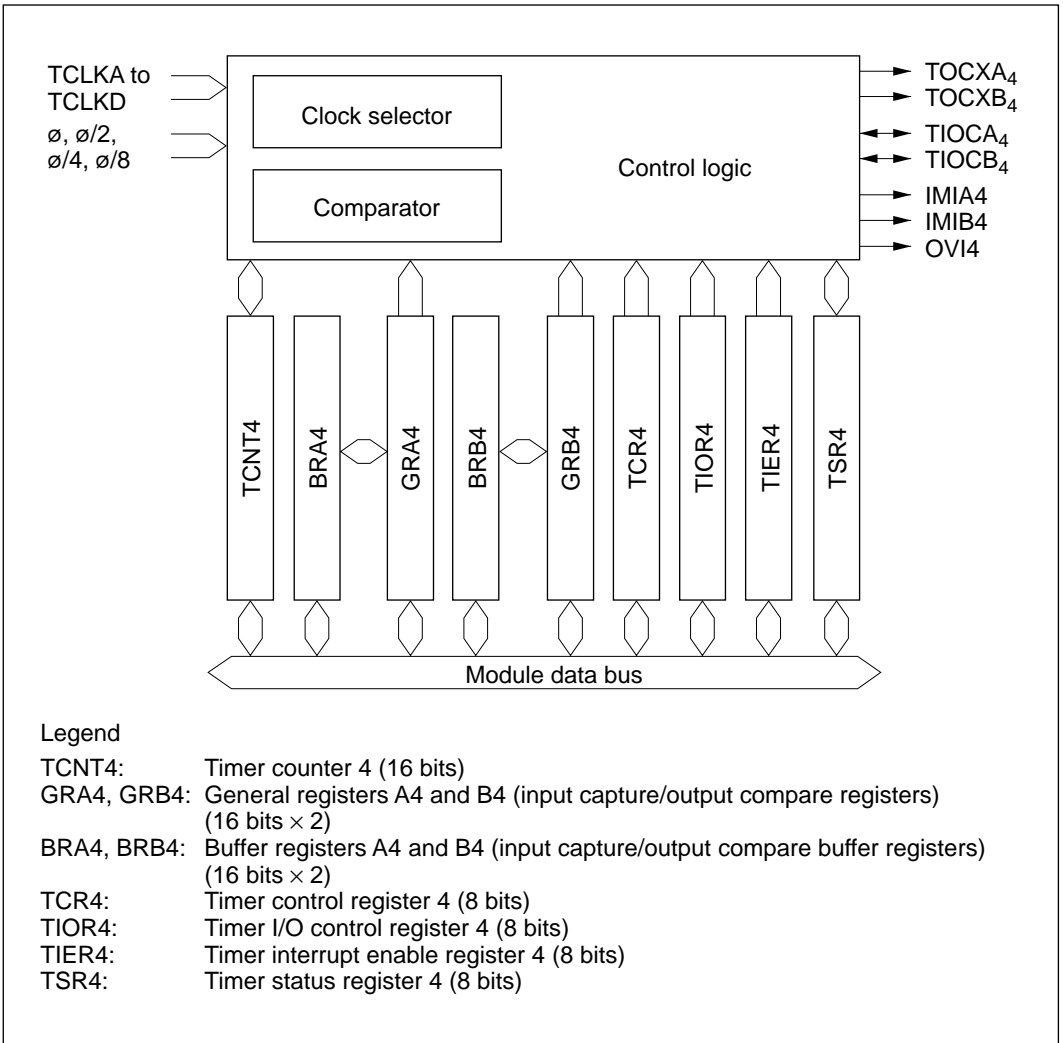 TCLKA to
TCLKD
ø, ø/2,
ø/4, ø/8
Clock selector
Comparator
Control logic
TOCXA4
TOCXB4
TIOCA4
TIOCB4
IMIA4
IMIB4
OVI4
TCNT4
BRA4
GRA4
BRB4
GRB4
TCR4
TIOR4
TIER4
TSR4
Module data bus
Legend
TCNT4: Timer counter 4 (16 bits)
GRA4, GRB4: General registers A4 and B4 (input capture/output compare registers)
(16 bits × 2)
BRA4, BRB4: Buffer registers A4 and B4 (input capture/output compare buffer registers)
(16 bits × 2)
TCR4: Timer control register 4 (8 bits)
TIOR4: Timer I/O control register 4 (8 bits)
TIER4: Timer interrupt enable register 4 (8 bits)
TSR4: Timer status register 4 (8 bits)